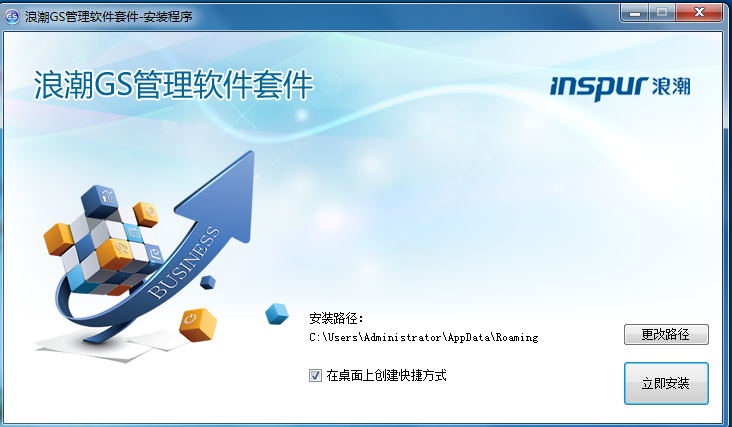 浪潮GS管理软件套件-安装程序
浪潮GS管理软件套件
inspur 浪潮
BUSINESS
安装路径：
C:\Users\Administrator\AppData\Roaming
更改路径
在桌面上创建快捷方式
立即安装